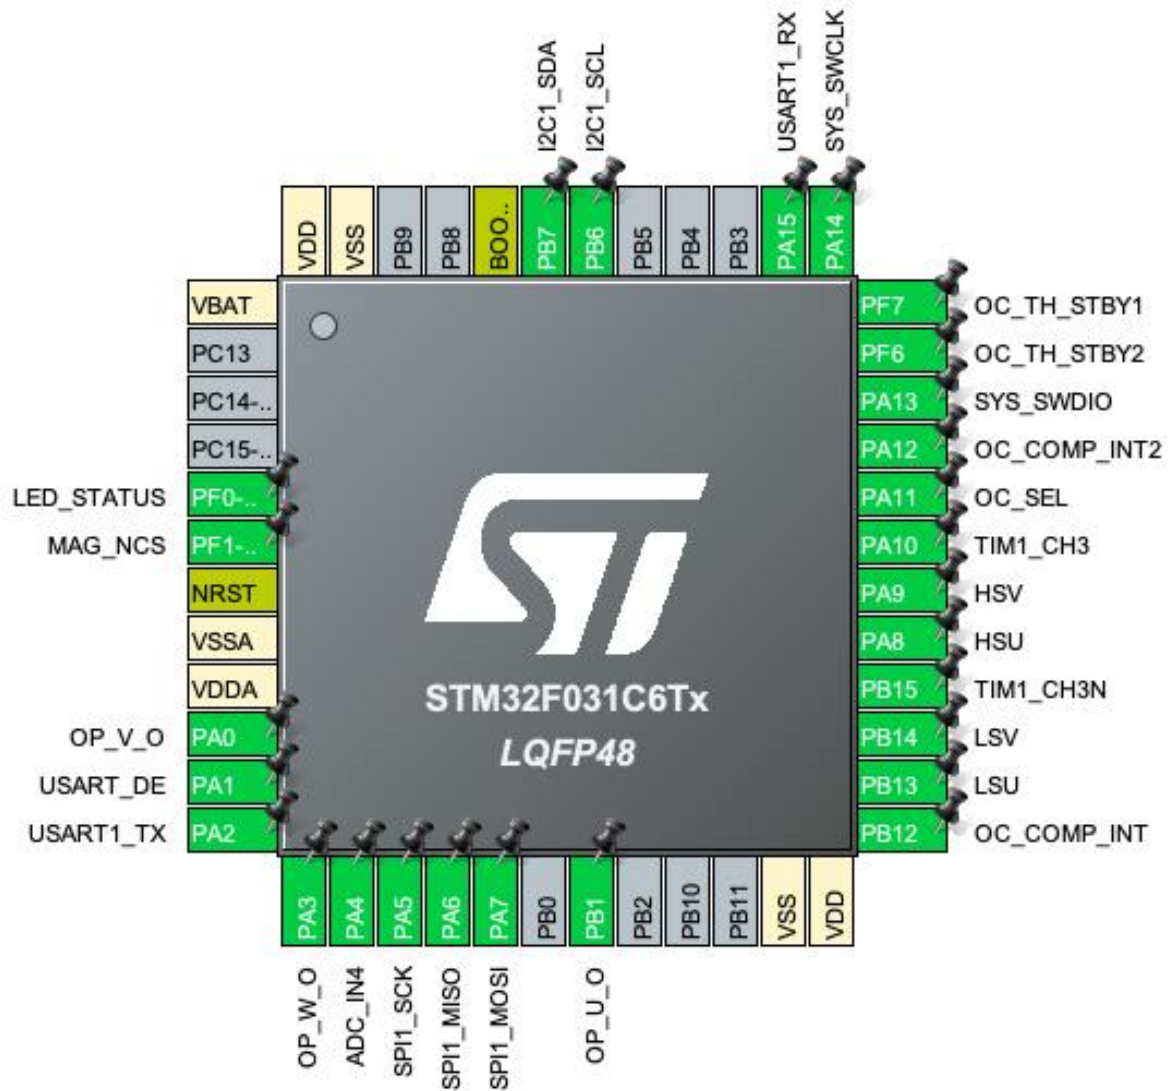 I2C1_SDA
I2C1_SCL
USART1_RX
SYS_SWCLK
VDD
VSS
PB9
PB8
BOO..
PB7
PB6
PB5
PB4
PB3
PA15
PA14
VBAT
PC13
PC14-..
PC15-..
LED_STATUS PF0-..
MAG_NCS PF1-..
NRST
VSSA
VDDA
OP_V_O PA0
USART_DE PA1
USART1_TX PA2
PF7 OC_TH_STBY1
PF6 OC_TH_STBY2
PA13 SYS_SWDIO
PA12 OC_COMP_INT2
PA11 OC_SEL
PA10 TIM1_CH3
PA9 HSV
PA8 HSU
PB15 TIM1_CH3N
PB14 LSV
PB13 LSU
PB12 OC_COMP_INT
ST
STM32F031C6Tx
LQFP48
PA3
PA4
PA5
PA6
PA7
PB0
PB1
PB2
PB10
PB11
VSS
VDD
OP_W_O
ADC_IN4
SPI1_SCK
SPI1_MISO
SPI1_MOSI
OP_U_O